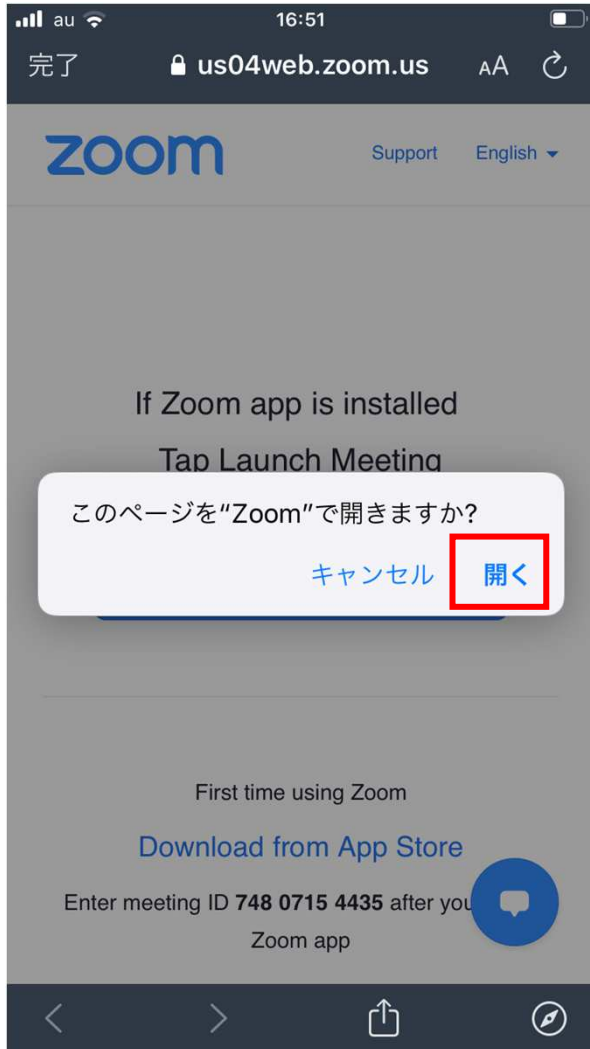 au 16:51
完了 us04web.zoom.us AA
zoom Support English
If Zoom app is installed
Tap Launch Meeting
このページを“Zoom”で開きますか?
キャンセル 開く
First time using Zoom
Download from App Store
Enter meeting ID 748 0715 4435 after you
Zoom app